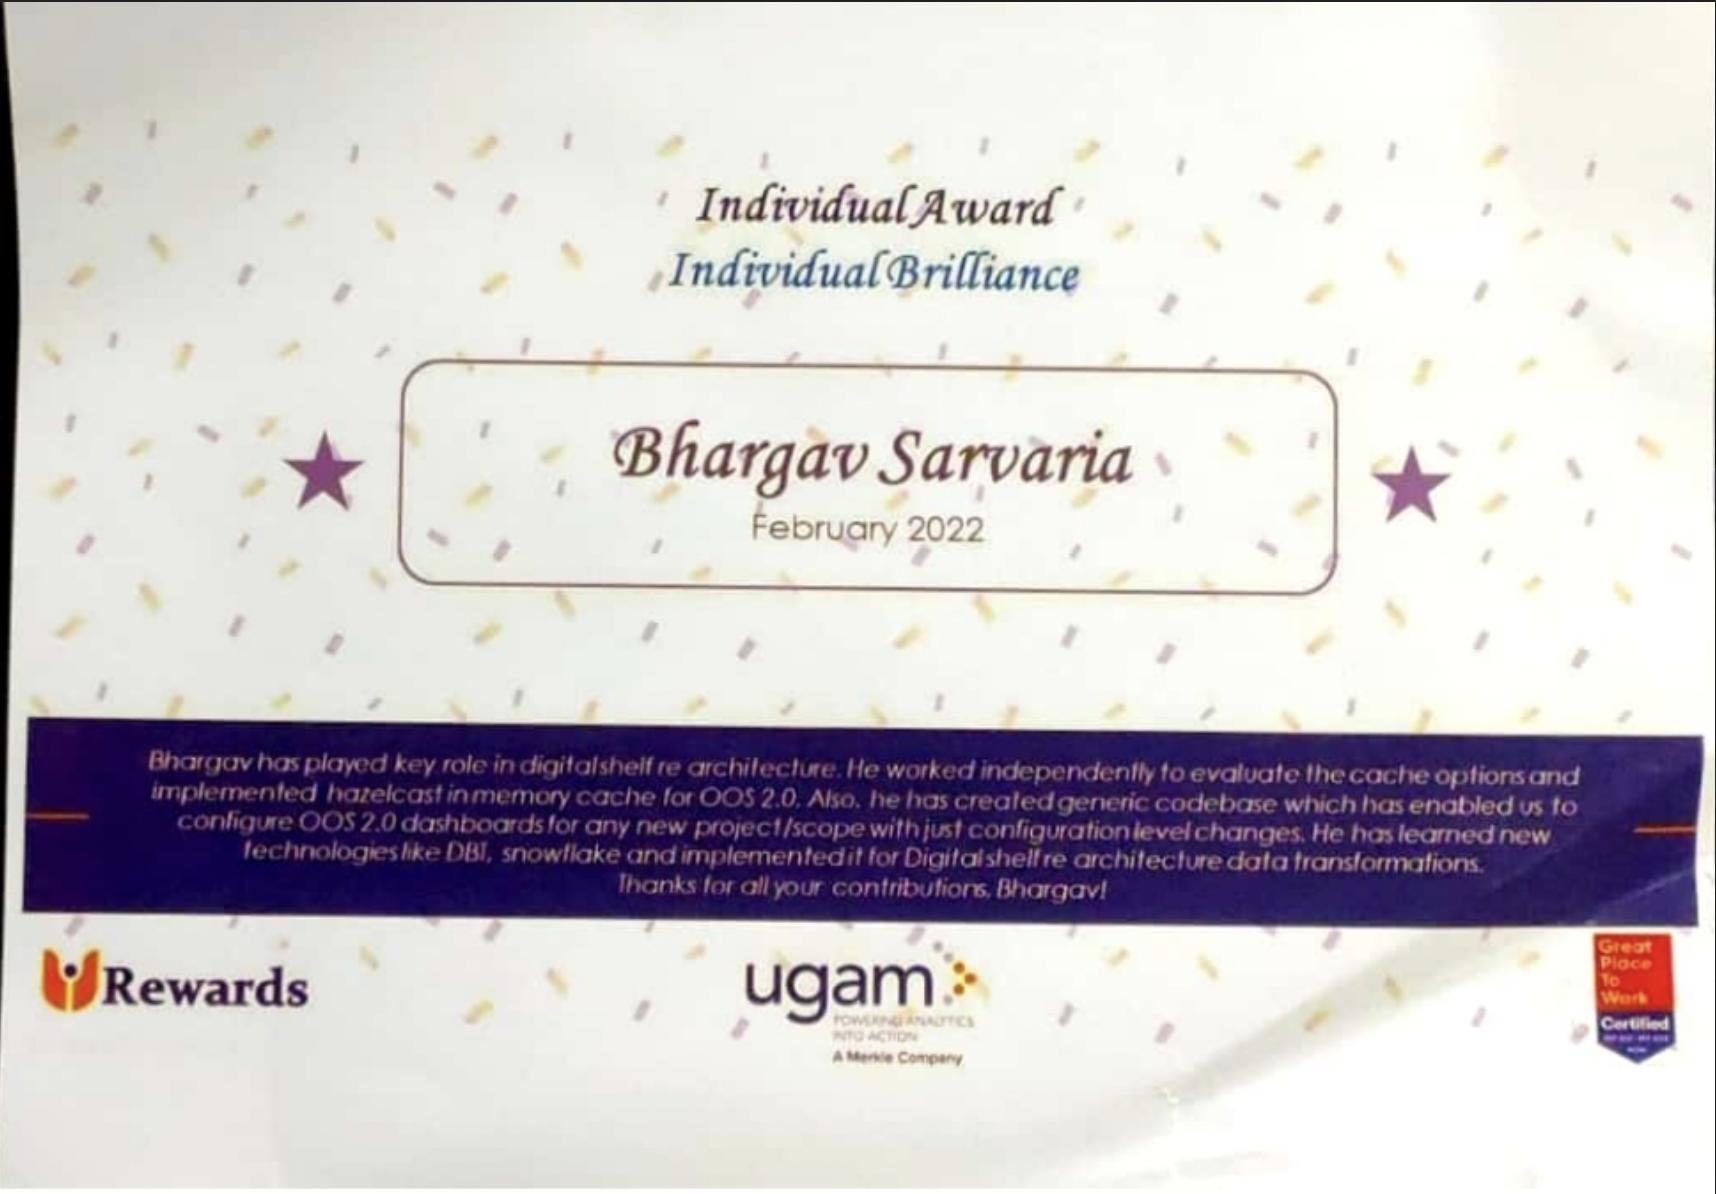 Individual Award
Individual Brilliance
Bhargav Sarvaria
February 2022
Bhargav has played key role in digitalshelf re architecture. He worked independently to evaluate the cache options and
implemented hazelcast in memory cache for OOS 2.0. Also, he has created generic codebase which has enabled us to
configure OOS 2.0 dashboards for any new project/scope with just configuration level changes. He has learned new
technologies like DBT, snowflake and implemented it for Digital shelf re architecture data transformations.
Thanks for all your contributions, Bhargav!
Rewards
ugam
POWERING ANALYTICS
INTO ACTION
A Merkle Company
Great
Place
To
Work
Certified